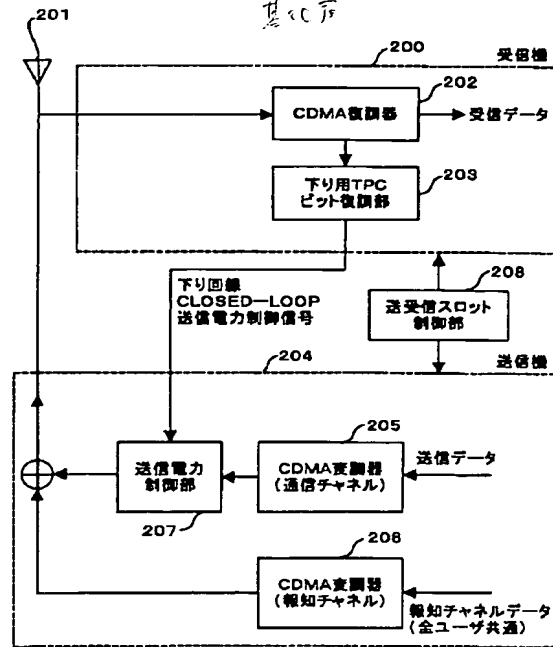 201
200
受信機
202
CDMA復調器
受信データ
203
下り用TPC
ビット復調部
下り回線
CLOSED—LOOP
送信電力制御信号
208
送受信スロット
制御部
送信機
204
205
送信電力
制御部
CDMA変調器
(通信チャネル)
送信データ
207
208
CDMA変調器
(報知チャネル)
報知チャネルデータ
(全ユーザ共通)